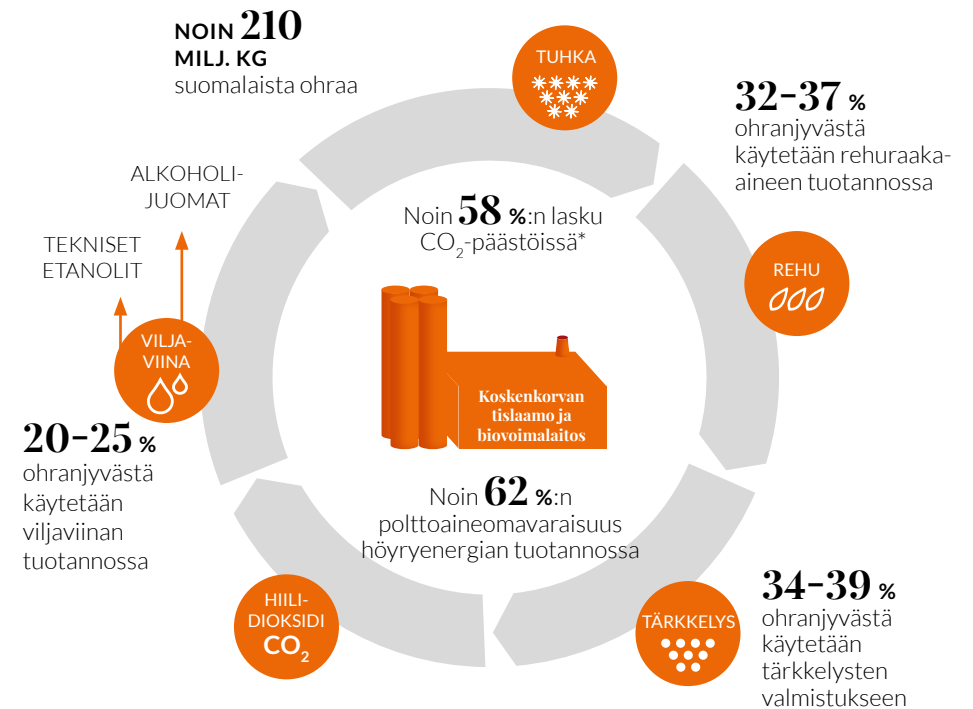 NOIN 210
MILJ. KG
suomalaista ohraa
TUHKA
32-37 %
ohranjyvästä
käytetään rehuraaka-
aineen tuotannossa
REHU
34-39 %
ohranjyvästä
käytetään
tärkkelysten
valmistukseen
TÄRKKELYS
HIILI-
DIOKSIDI
CO2
20-25 %
ohranjyvästä
käytetään
viljaviinan
tuotannossa
VILJA-
VIINA
TEKNISET
ETANOLIT
ALKOHOLI-
JUOMAT
Noin 58 %:n lasku
CO2-päästöissä*
Koskenkorvan
tislaamo ja
biovoimalaitos
Noin 62 %:n
polttoaineomavaraisuus
höyryenergian tuotannossa